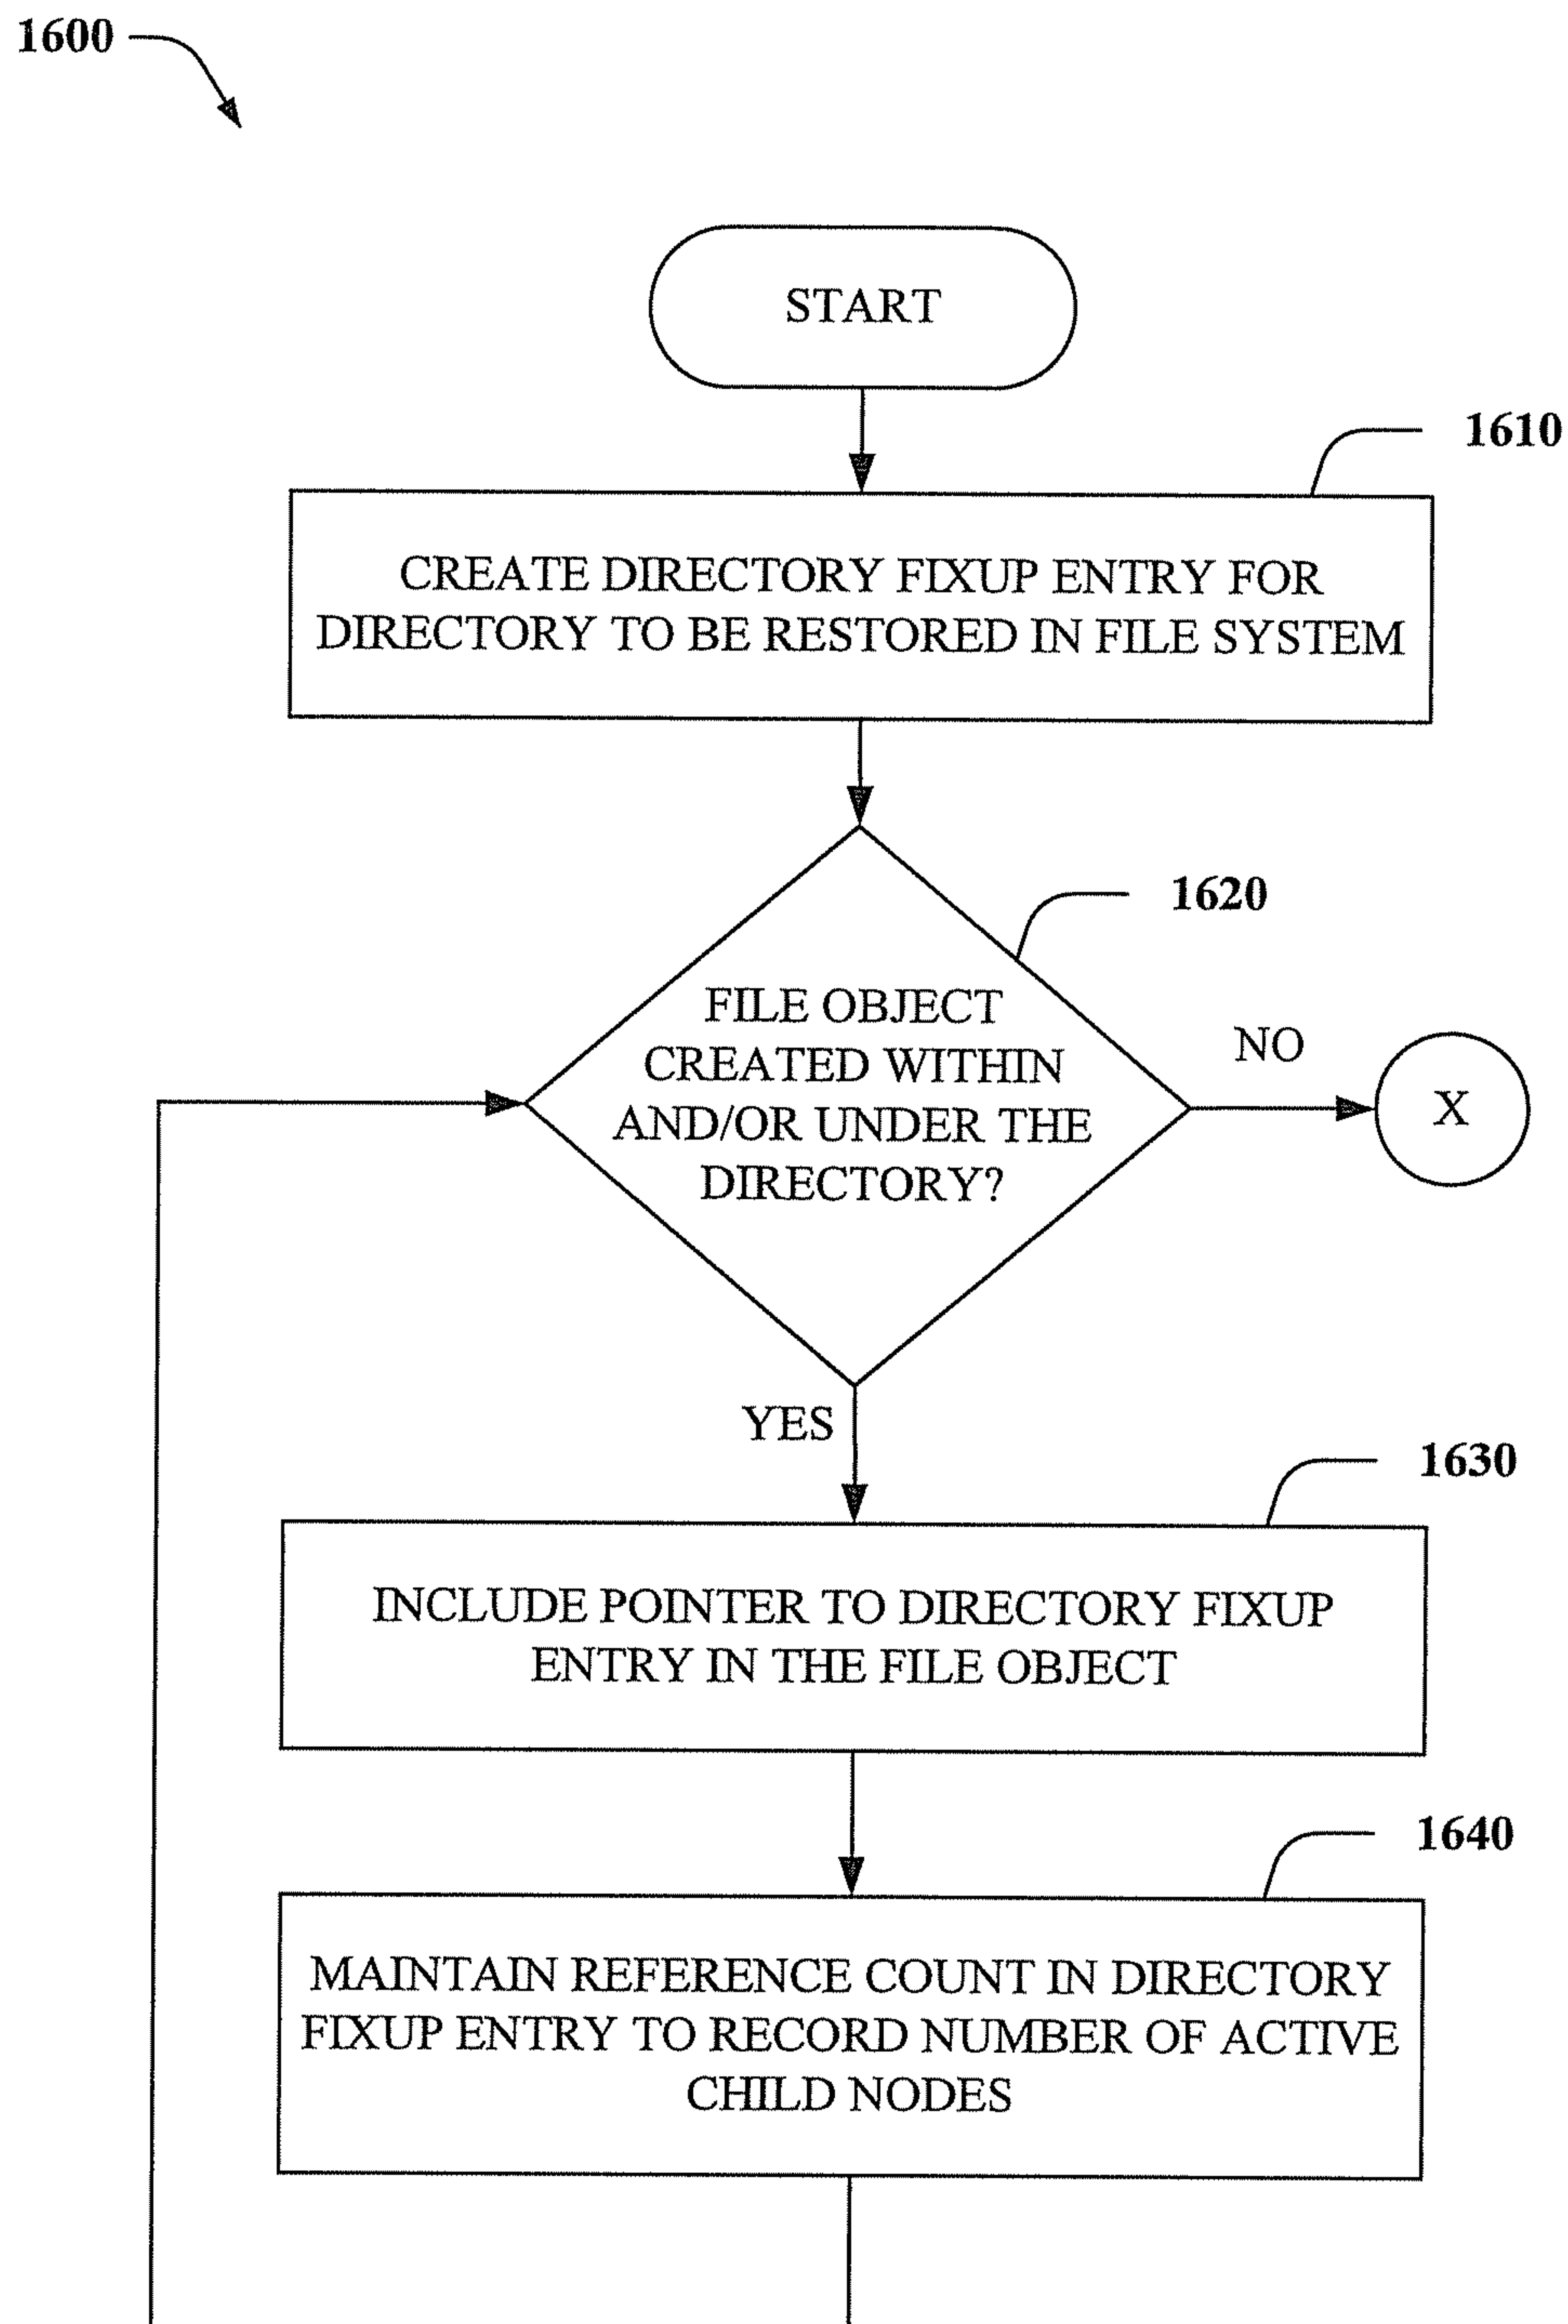 1600
START
1610
CREATE DIRECTORY FIXUP ENTRY FOR
DIRECTORY TO BE RESTORED IN FILE SYSTEM
1620
FILE OBJECT
CREATED WITHIN
AND/OR UNDER THE
DIRECTORY?
NO
X
YES
1630
INCLUDE POINTER TO DIRECTORY FIXUP
ENTRY IN THE FILE OBJECT
1640
MAINTAIN REFERENCE COUNT IN DIRECTORY
FIXUP ENTRY TO RECORD NUMBER OF ACTIVE
CHILD NODES